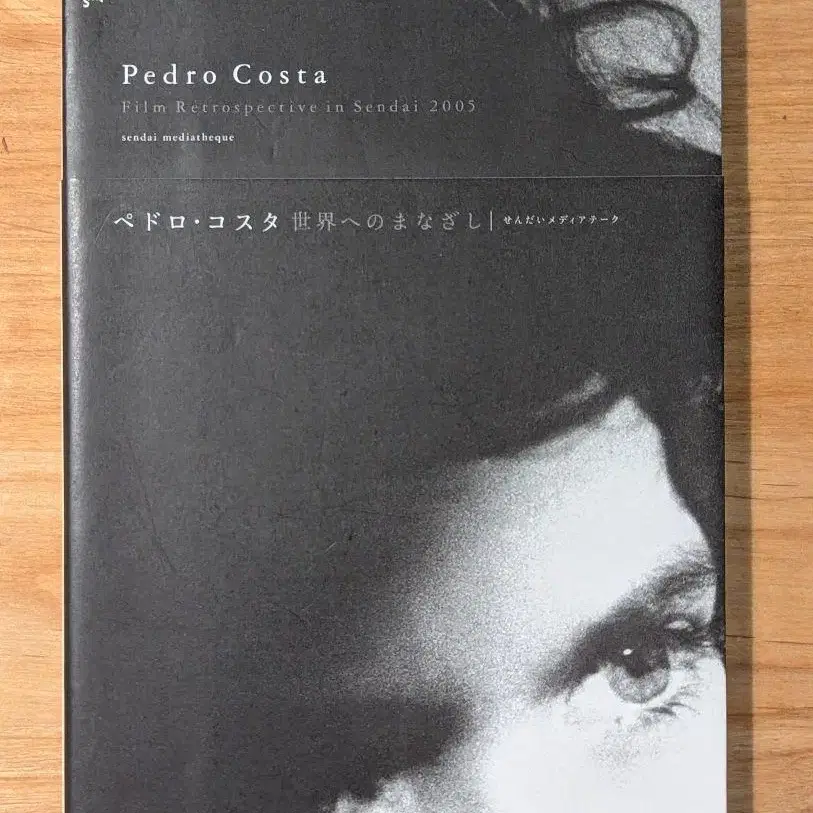 Pedro Costa
Film Retrospective in Sendai 2005
sendai mediatheque
ペドロ・コスタ 世界へのまなざし| せんだいメディアテーク